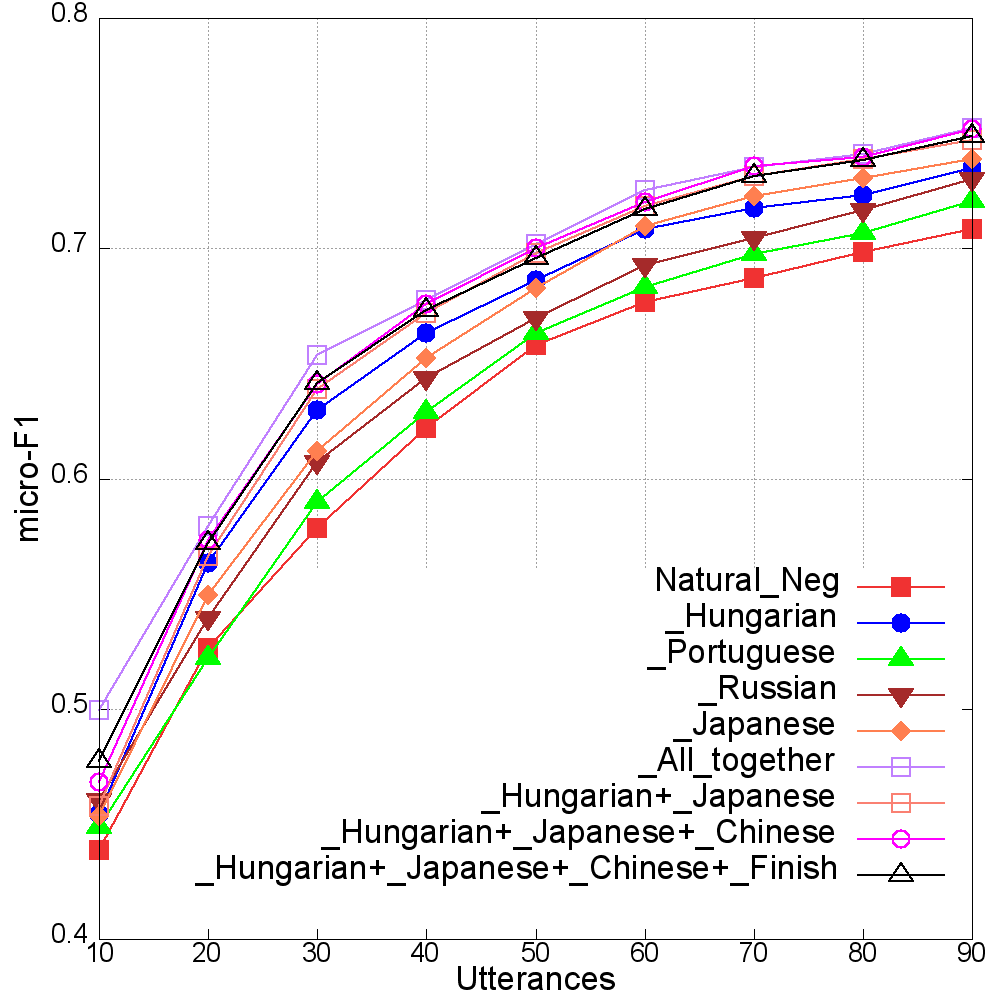 0.8
0.7
0.6
0.5
0.4
micro-F1
Natural_Neg
_Hungarian
_Portuguese
_Russian
_Japanese
_All_together
_Hungarian+_Japanese
_Hungarian+_Japanese+_Chinese
_Hungarian+_Japanese+_Chinese+_Finish
10 20 30 40 50 60 70 80 90
Utterances